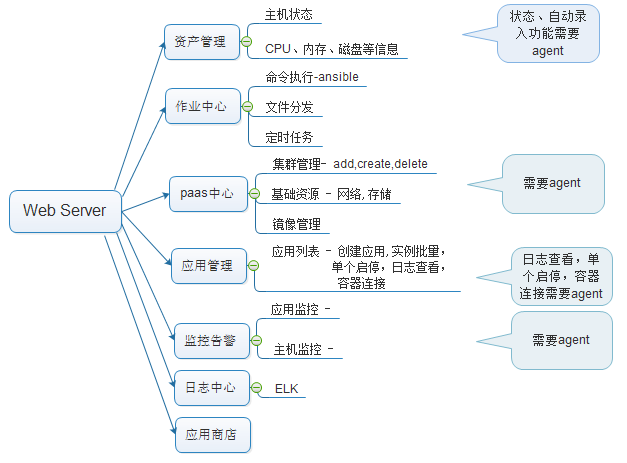 Web Server
资产管理
主机状态
CPU、内存、磁盘等信息
状态、自动录
入功能需要
agent
作业中心
命令执行-ansible
文件分发
定时任务
paas中心
集群管理- add,create,delete
基础资源 - 网络,存储
镜像管理
需要agent
应用管理
应用列表 - 创建应用,实例批量，
单个启停，日志查看，
容器连接
日志查看，单
个启停，容器
连接需要agent
监控告警
应用监控 -
主机监控 -
需要agent
日志中心
ELK
应用商店